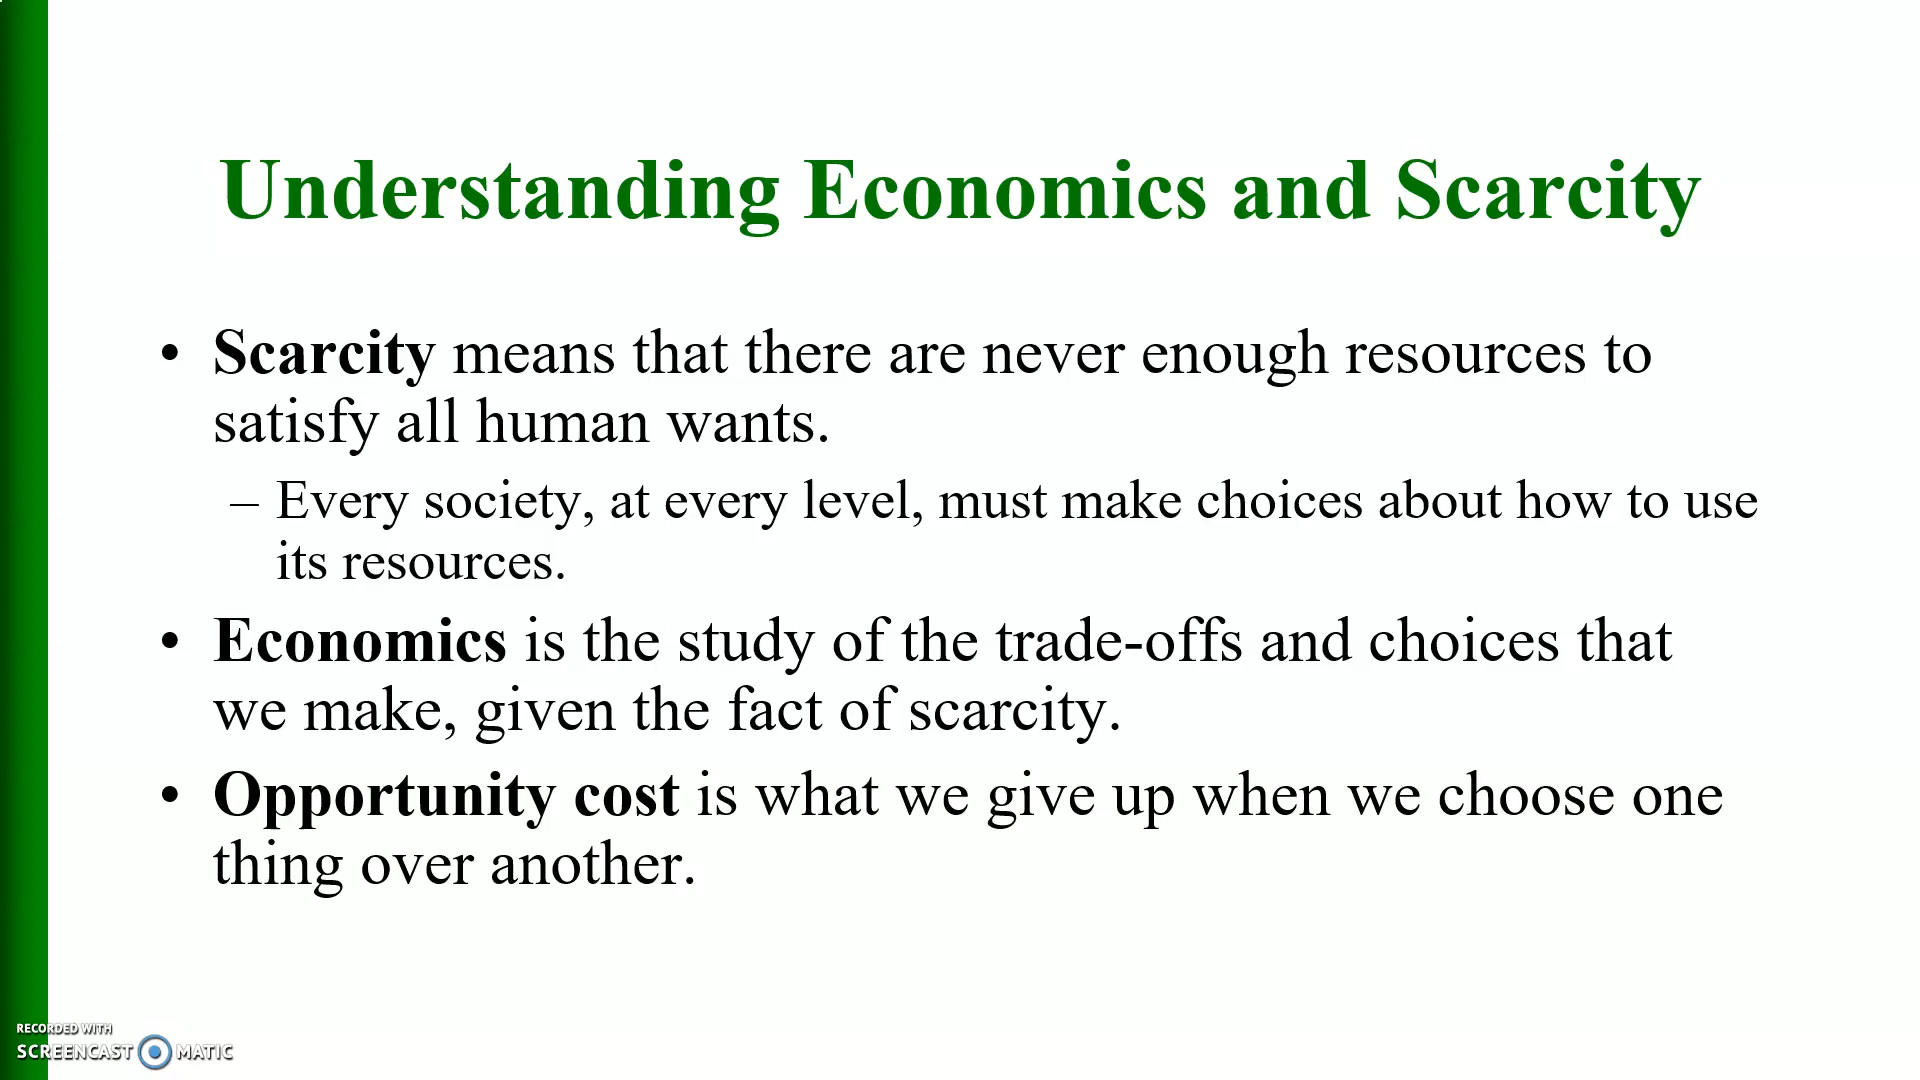 Understanding Economics and Scarcity
• Scarcity means that there are never enough resources to
satisfy all human wants.
– Every society, at every level, must make choices about how to use
its resources.
• Economics is the study of the trade-offs and choices that
we make, given the fact of scarcity.
• Opportunity cost is what we give up when we choose one
thing over another.
RECORDED WITH
SCREENCAST MATIC